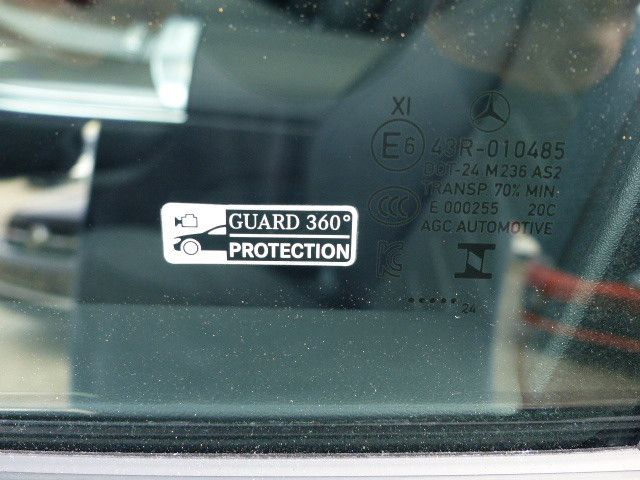 GUARD 360°
PROTECTION
XI
E6 43R-010485
DOT-24 M236 AS2
TRANSP. 70% MIN
CCC E 000255 20C
AGC AUTOMOTIVE
24